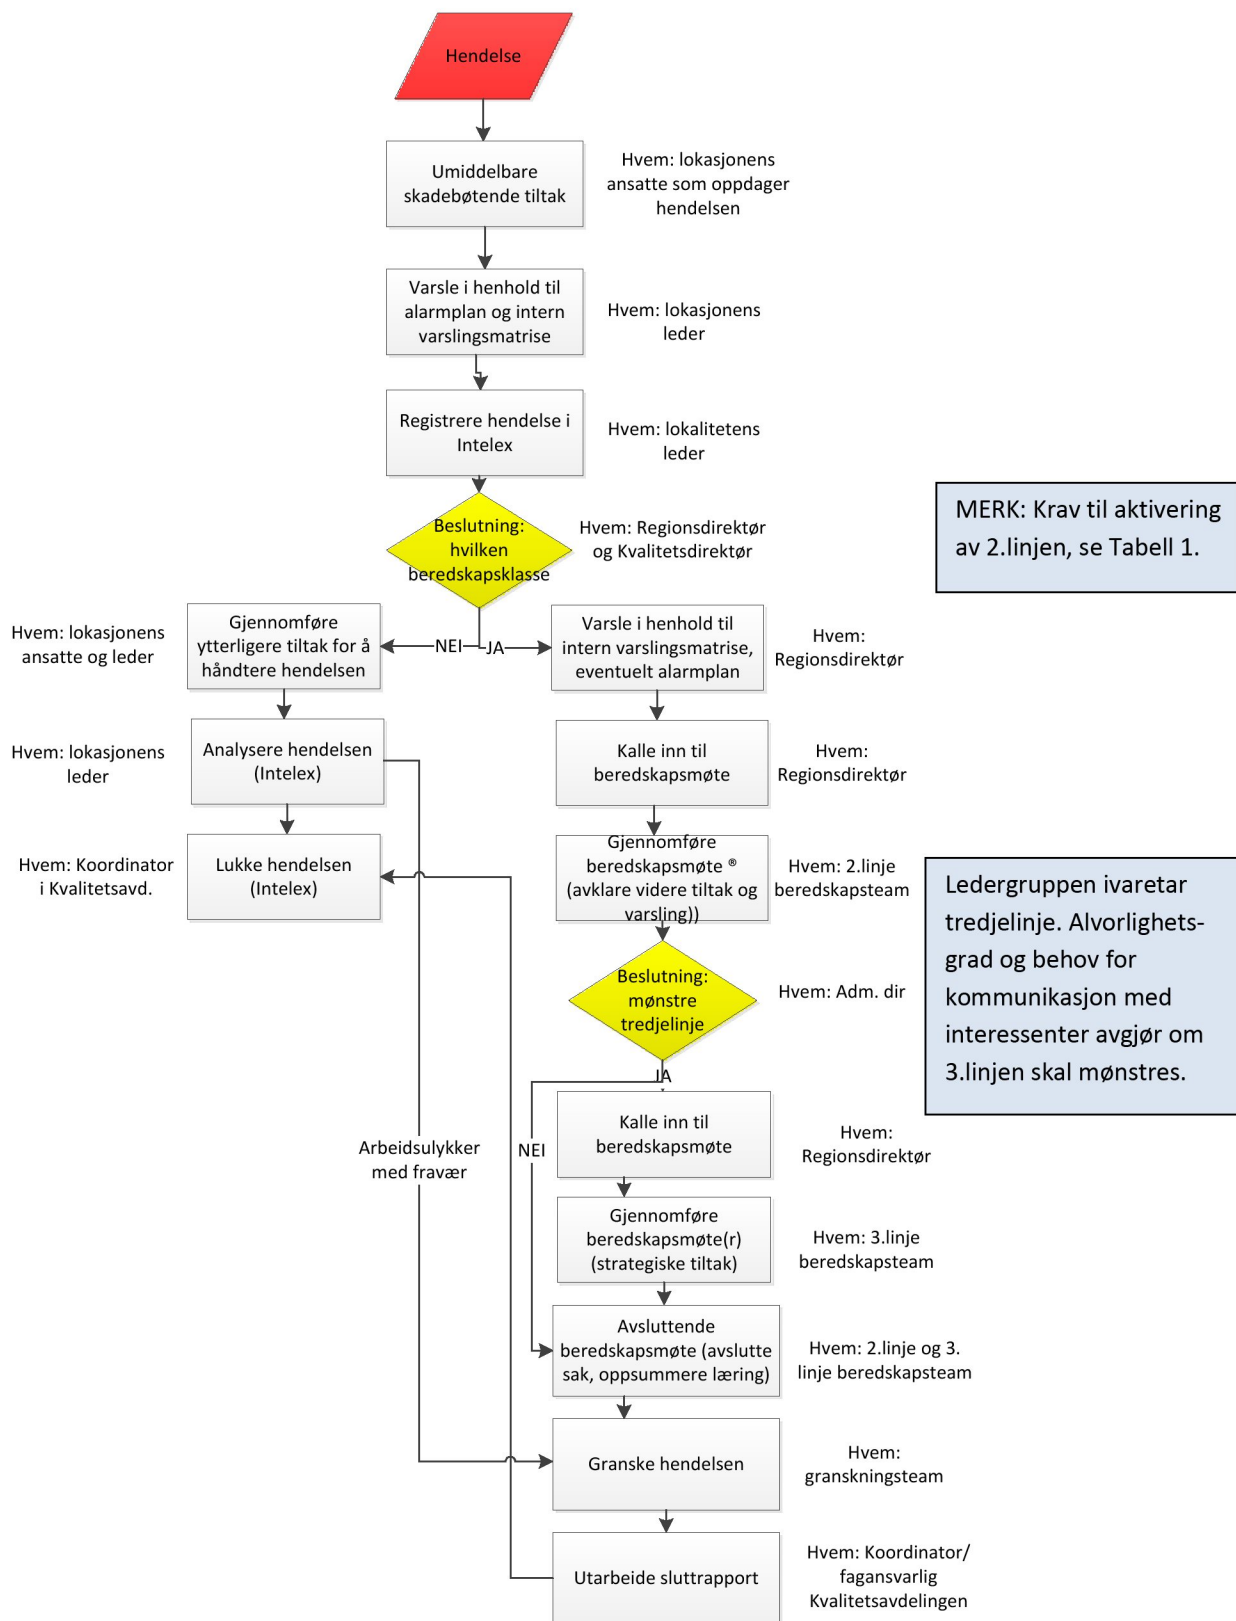 Hendelse
Umiddelbare
skadebøtende tiltak
Hvem: lokasjonens
ansatte som oppdager
hendelsen
Varsle i henhold til
alarmplan og intern
varslingsmatrise
Hvem: lokasjonens
leder
Registrere hendelse i
Intelex
Hvem: lokalitetens
leder
Beslutning:
hvilken
beredskapsklasse
Hvem: Regionsdirektør
og Kvalitetsdirektør
MERK: Krav til aktivering
av 2.linjen, se Tabell 1.
NEI
JA
Hvem: lokasjonens
ansatte og leder
Gjennomføre
ytterligere tiltak for å
håndtere hendelsen
Varsle i henhold til
intern varslingsmatrise,
eventuelt alarmplan
Hvem:
Regionsdirektør
Hvem: lokasjonens
leder
Analysere hendelsen
(Intelex)
Kalle inn til
beredskapsmøte
Hvem:
Regionsdirektør
Hvem: Koordinator
i Kvalitetsavd.
Lukke hendelsen
(Intelex)
Gjennomføre
beredskapsmøte ®
(avklare videre tiltak og
varsling))
Hvem: 2.linje
beredskapsteam
Ledergruppen ivaretar
tredjelinje. Alvorlighets-
grad og behov for
kommunikasjon med
interessenter avgjør om
3.linjen skal mønstres.
Beslutning:
mønstre
tredjelinje
Hvem: Adm. dir
JA
NEI
Kalle inn til
beredskapsmøte
Hvem:
Regionsdirektør
Arbeidsulykker
med fravær
Gjennomføre
beredskapsmøte(r)
(strategiske tiltak)
Hvem: 3.linje
beredskapsteam
Avsluttende
beredskapsmøte (avslutte
sak, oppsummere læring)
Hvem: 2.linje og 3.
linje beredskapsteam
Granske hendelsen
Hvem:
granskningsteam
Utarbeide sluttrapport
Hvem: Koordinator/
fagansvarlig
Kvalitetsavdelingen